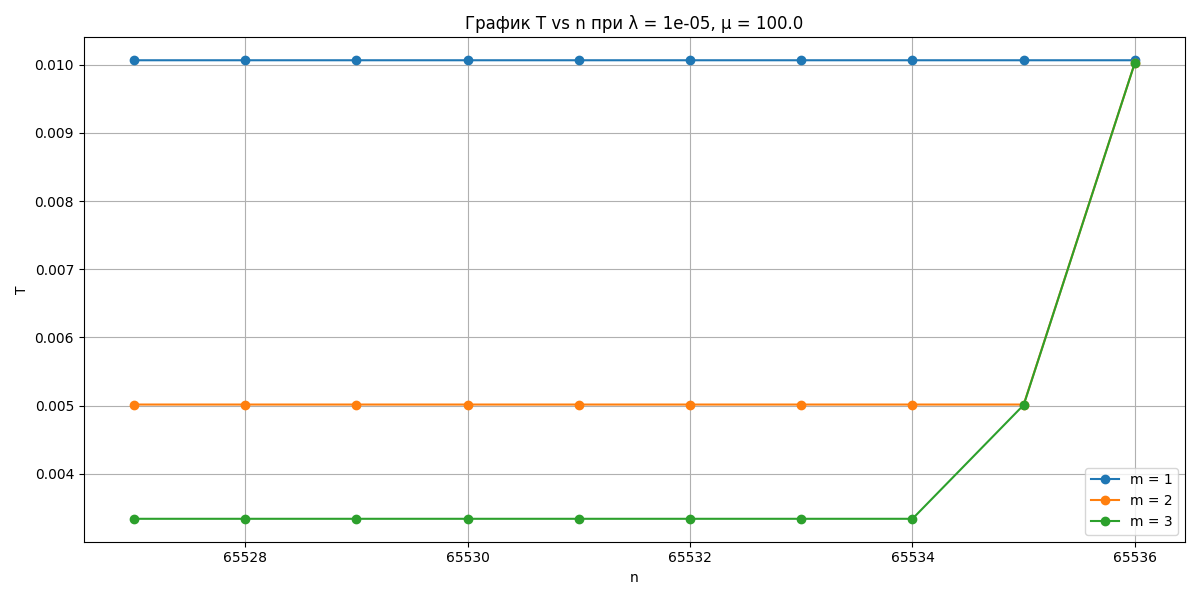 График T vs n при λ = 1e-05, μ = 100.0
0.010
0.009
0.008
0.007
0.006
0.005
0.004
T
65528
65530
65532
65534
65536
n
m = 1
m = 2
m = 3